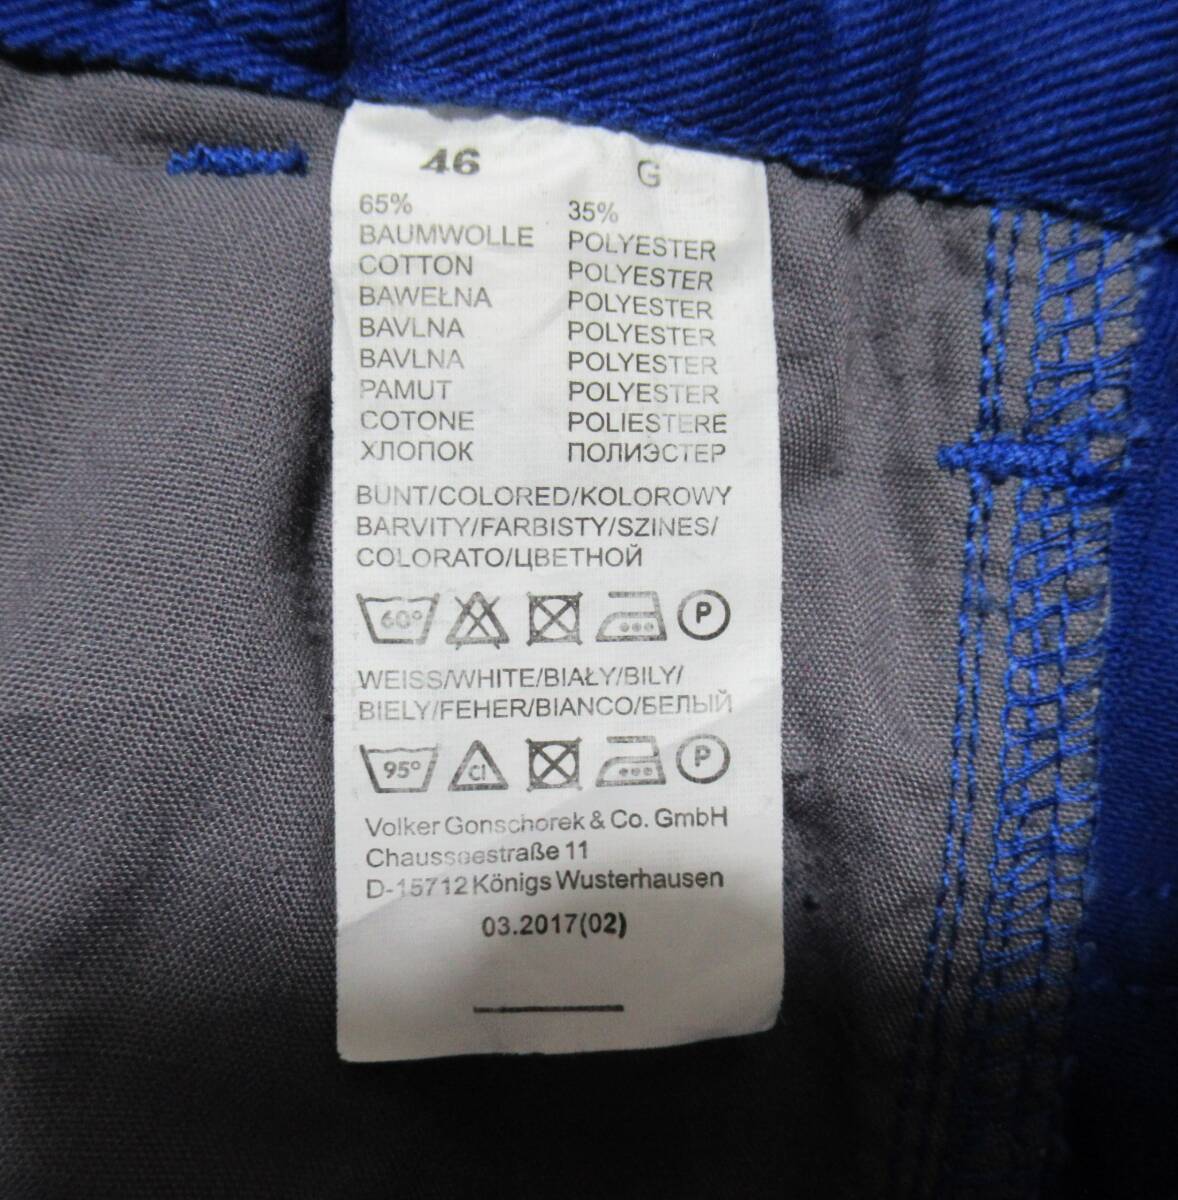 46 G
65% 35%
BAUMWOLLE POLYESTER
COTTON POLYESTER
BAWEŁNA POLYESTER
BAVLNA POLYESTER
BAVLNA POLYESTER
PAMUT POLYESTER
COTONE POLIESTERE
ХЛОПОК ПОЛИЭСТЕР
BUNT/COLORED/KOLOROWY
BARVITY/FARBISTY/SZINES/
COLORATO/ЦВЕТНОЙ
60° P
WEISS/WHITE/BIAŁY/BILY/
BIELY/FEHER/BIANCO/БЕЛЫЙ
95° Cl P
Volker Gonschorek & Co. GmbH
Chausseestraße 11
D-15712 Königs Wusterhausen
03.2017(02)